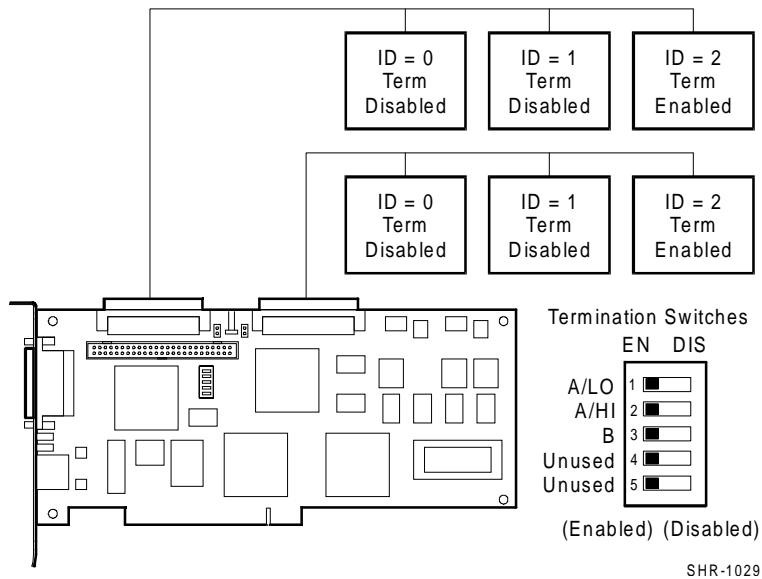 ID = 0
Term
Disabled
ID = 1
Term
Disabled
ID = 2
Term
Enabled
ID = 0
Term
Disabled
ID = 1
Term
Disabled
ID = 2
Term
Enabled
Termination Switches
EN DIS
A/LO 1
A/HI 2
B 3
Unused 4
Unused 5
(Enabled) (Disabled)
SHR-1029